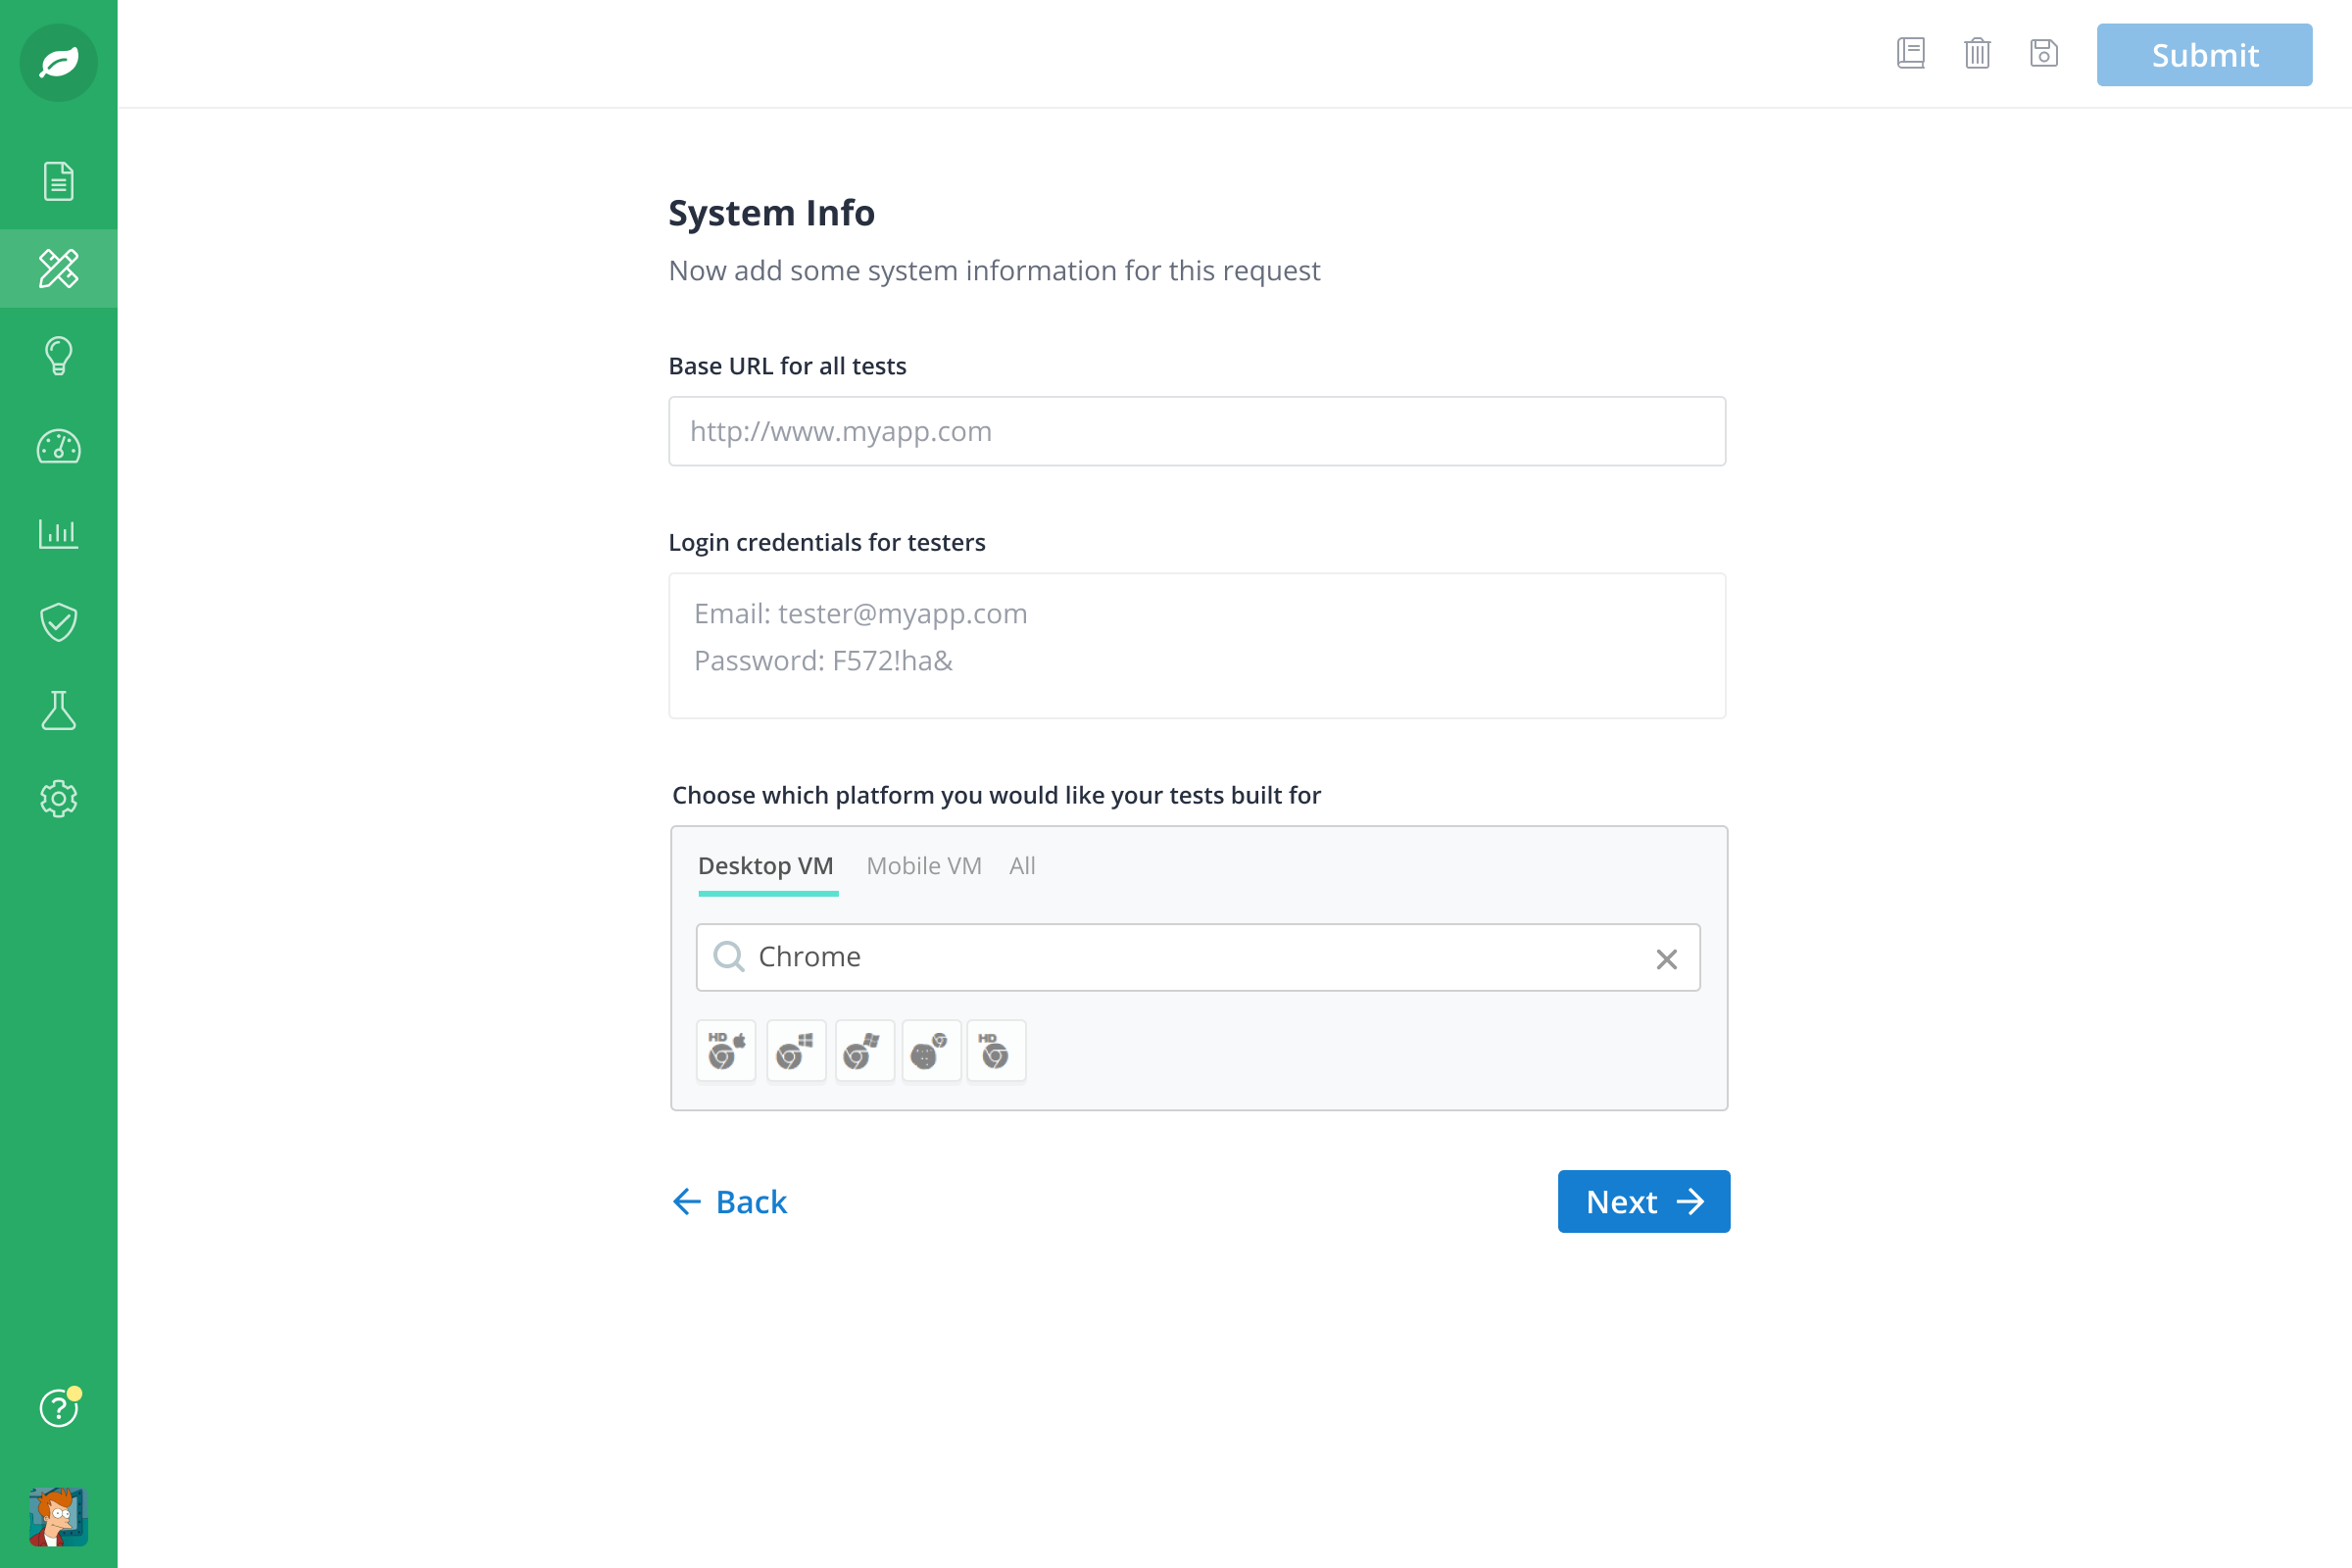 Submit
System Info
Now add some system information for this request
Base URL for all tests
http://www.myapp.com
Login credentials for testers
Email: tester@myapp.com
Password: F572!ha&
Choose which platform you would like your tests built for
Desktop VM Mobile VM All
Chrome
HD
HD
Back
Next
?